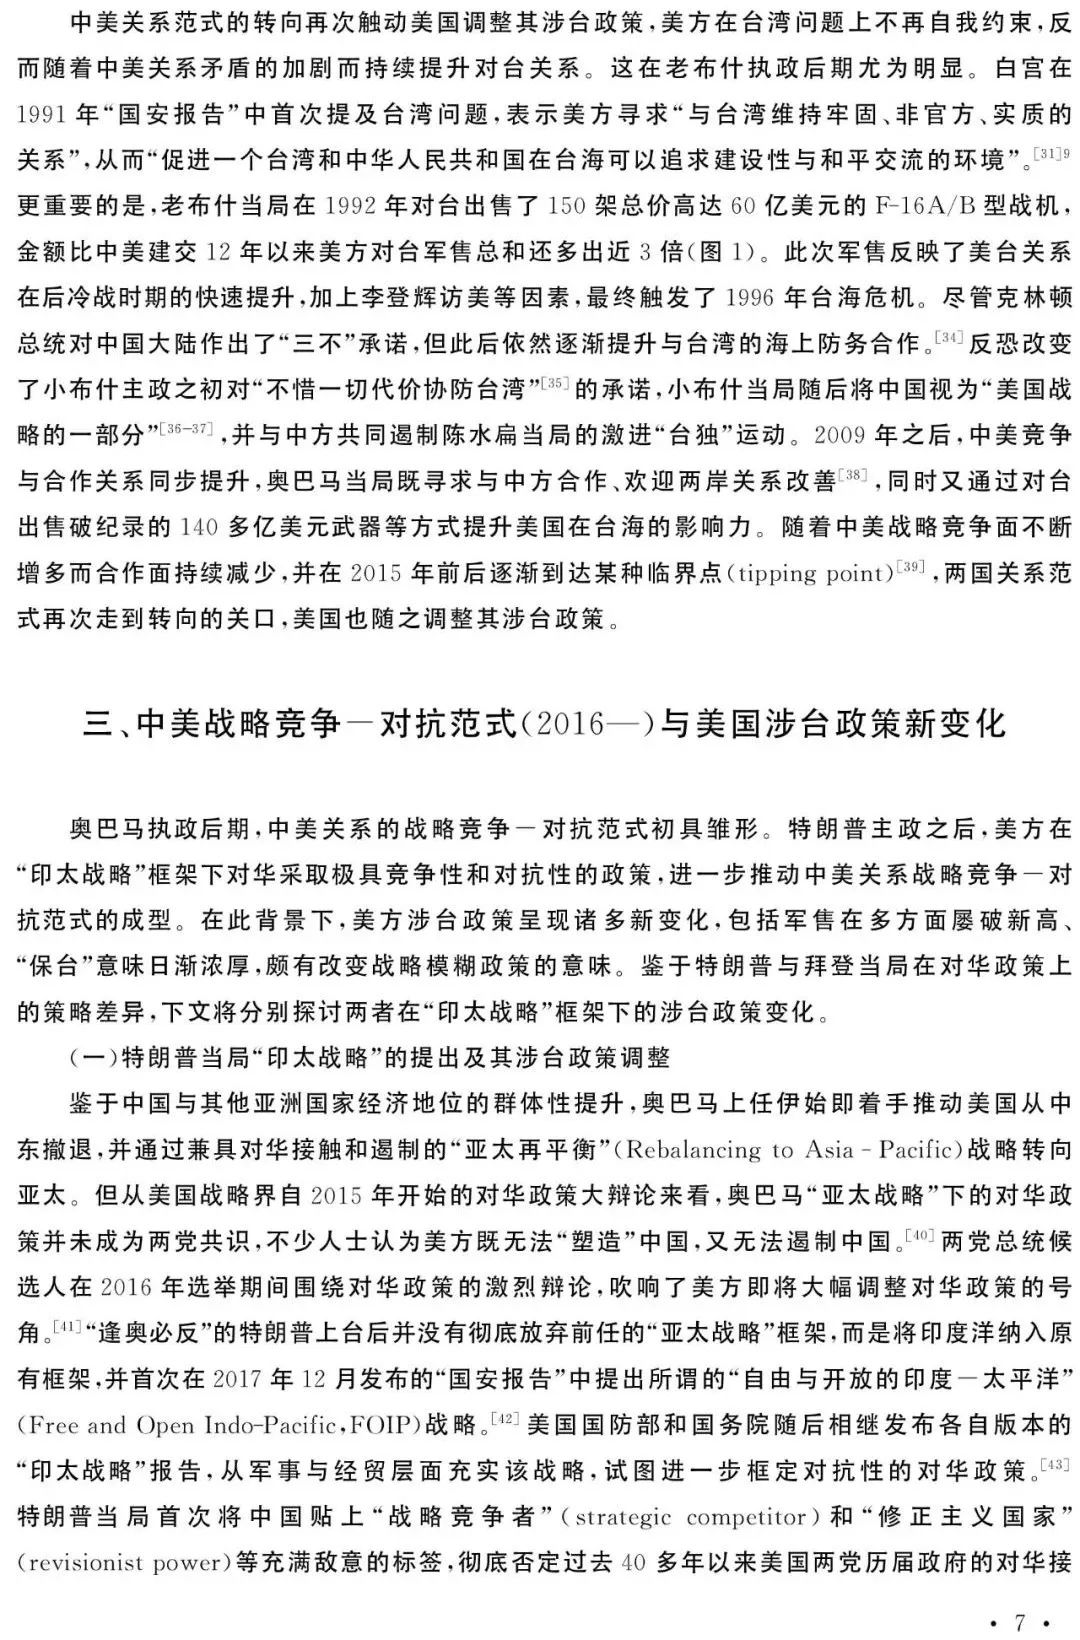 中美关系范式的转向再次触动美国调整其涉台政策，美方在台湾问题上不再自我约束，反
而随着中美关系矛盾的加剧而持续提升对台关系。这在老布什执政后期尤为明显。白宫在
1991 年“国安报告”中首次提及台湾问题，表示美方寻求“与台湾维持牢固、非官方、实质的
关系”，从而“促进一个台湾和中华人民共和国在台海可以追求建设性与和平交流的环境”。[31]9
更重要的是，老布什当局在 1992 年对台出售了 150 架总价高达 60 亿美元的 F-16A/B 型战机，
金额比中美建交 12 年以来美方对台军售总和还多出近 3 倍(图 1)。此次军售反映了美台关系
在后冷战时期的快速提升，加上李登辉访美等因素，最终触发了 1996 年台海危机。尽管克林顿
总统对中国大陆作出了“三不”承诺，但此后依然逐渐提升与台湾的海上防务合作。[34]反恐改变
了小布什主政之初对“不惜一切代价协防台湾”[35]的承诺，小布什当局随后将中国视为“美国战
略的一部分”[36-37]，并与中方共同遏制陈水扁当局的激进“台独”运动。2009 年之后，中美竞争
与合作关系同步提升，奥巴马当局既寻求与中方合作、欢迎两岸关系改善[38]，同时又通过对台
出售破纪录的 140 多亿美元武器等方式提升美国在台海的影响力。随着中美战略竞争面不断
增多而合作面持续减少，并在 2015 年前后逐渐到达某种临界点(tipping point)[39]，两国关系范
式再次走到转向的关口，美国也随之调整其涉台政策。
三、中美战略竞争—对抗范式(2016—)与美国涉台政策新变化
奥巴马执政后期，中美关系的战略竞争—对抗范式初具雏形。特朗普主政之后，美方在
“印太战略”框架下对华采取极具竞争性和对抗性的政策，进一步推动中美关系战略竞争—对
抗范式的成型。在此背景下，美方涉台政策呈现诸多新变化，包括军售在多方面屡破新高、
“保台”意味日渐浓厚，颇有改变战略模糊政策的意味。鉴于特朗普与拜登当局在对华政策上
的策略差异，下文将分别探讨两者在“印太战略”框架下的涉台政策变化。
(一)特朗普当局“印太战略”的提出及其涉台政策调整
鉴于中国与其他亚洲国家经济地位的群体性提升，奥巴马上任伊始即着手推动美国从中
东撤退，并通过兼具对华接触和遏制的“亚太再平衡”(Rebalancing to Asia - Pacific)战略转向
亚太。但从美国战略界自 2015 年开始的对华政策大辩论来看，奥巴马“亚太战略”下的对华政
策并未成为两党共识，不少人士认为美方既无法“塑造”中国，又无法遏制中国。[40]两党总统候
选人在 2016 年选举期间围绕对华政策的激烈辩论，吹响了美方即将大幅调整对华政策的号
角。[41]“逢奥必反”的特朗普上台后并没有彻底放弃前任的“亚太战略”框架，而是将印度洋纳入原
有框架，并首次在 2017 年 12 月发布的“国安报告”中提出所谓的“自由与开放的印度—太平洋”
(Free and Open Indo-Pacific，FOIP)战略。[42]美国国防部和国务院随后相继发布各自版本的
“印太战略”报告，从军事与经贸层面充实该战略，试图进一步框定对抗性的对华政策。[43]
特朗普当局首次将中国贴上“战略竞争者”(strategic competitor)和“修正主义国家”
(revisionist power)等充满敌意的标签，彻底否定过去 40 多年以来美国两党历届政府的对华接
· 7 ·